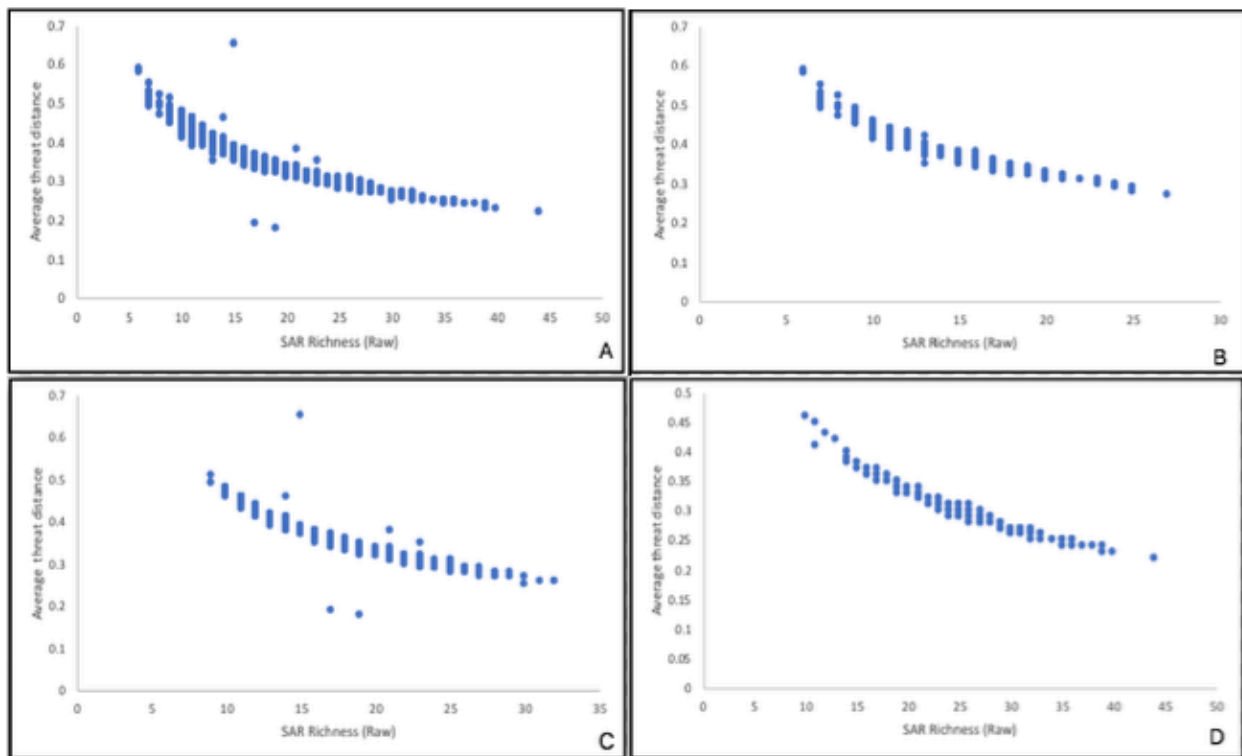 0.7
0.6
0.5
0.4
0.3
0.2
0.1
0
Average threat distance
0 5 10 15 20 25 30 35 40 45 50
SAR Richness (Raw)
A
0.7
0.6
0.5
0.4
0.3
0.2
0.1
0
Average threat distance
0 5 10 15 20 25 30
SAR Richness (Raw)
B
0.7
0.6
0.5
0.4
0.3
0.2
0.1
0
Average threat distance
0 5 10 15 20 25 30 35
SAR Richness (Raw)
C
0.5
0.45
0.4
0.35
0.3
0.25
0.2
0.15
0.1
0.05
0
Average threat distance
0 5 10 15 20 25 30 35 40 45 50
SAR Richness (Raw)
D